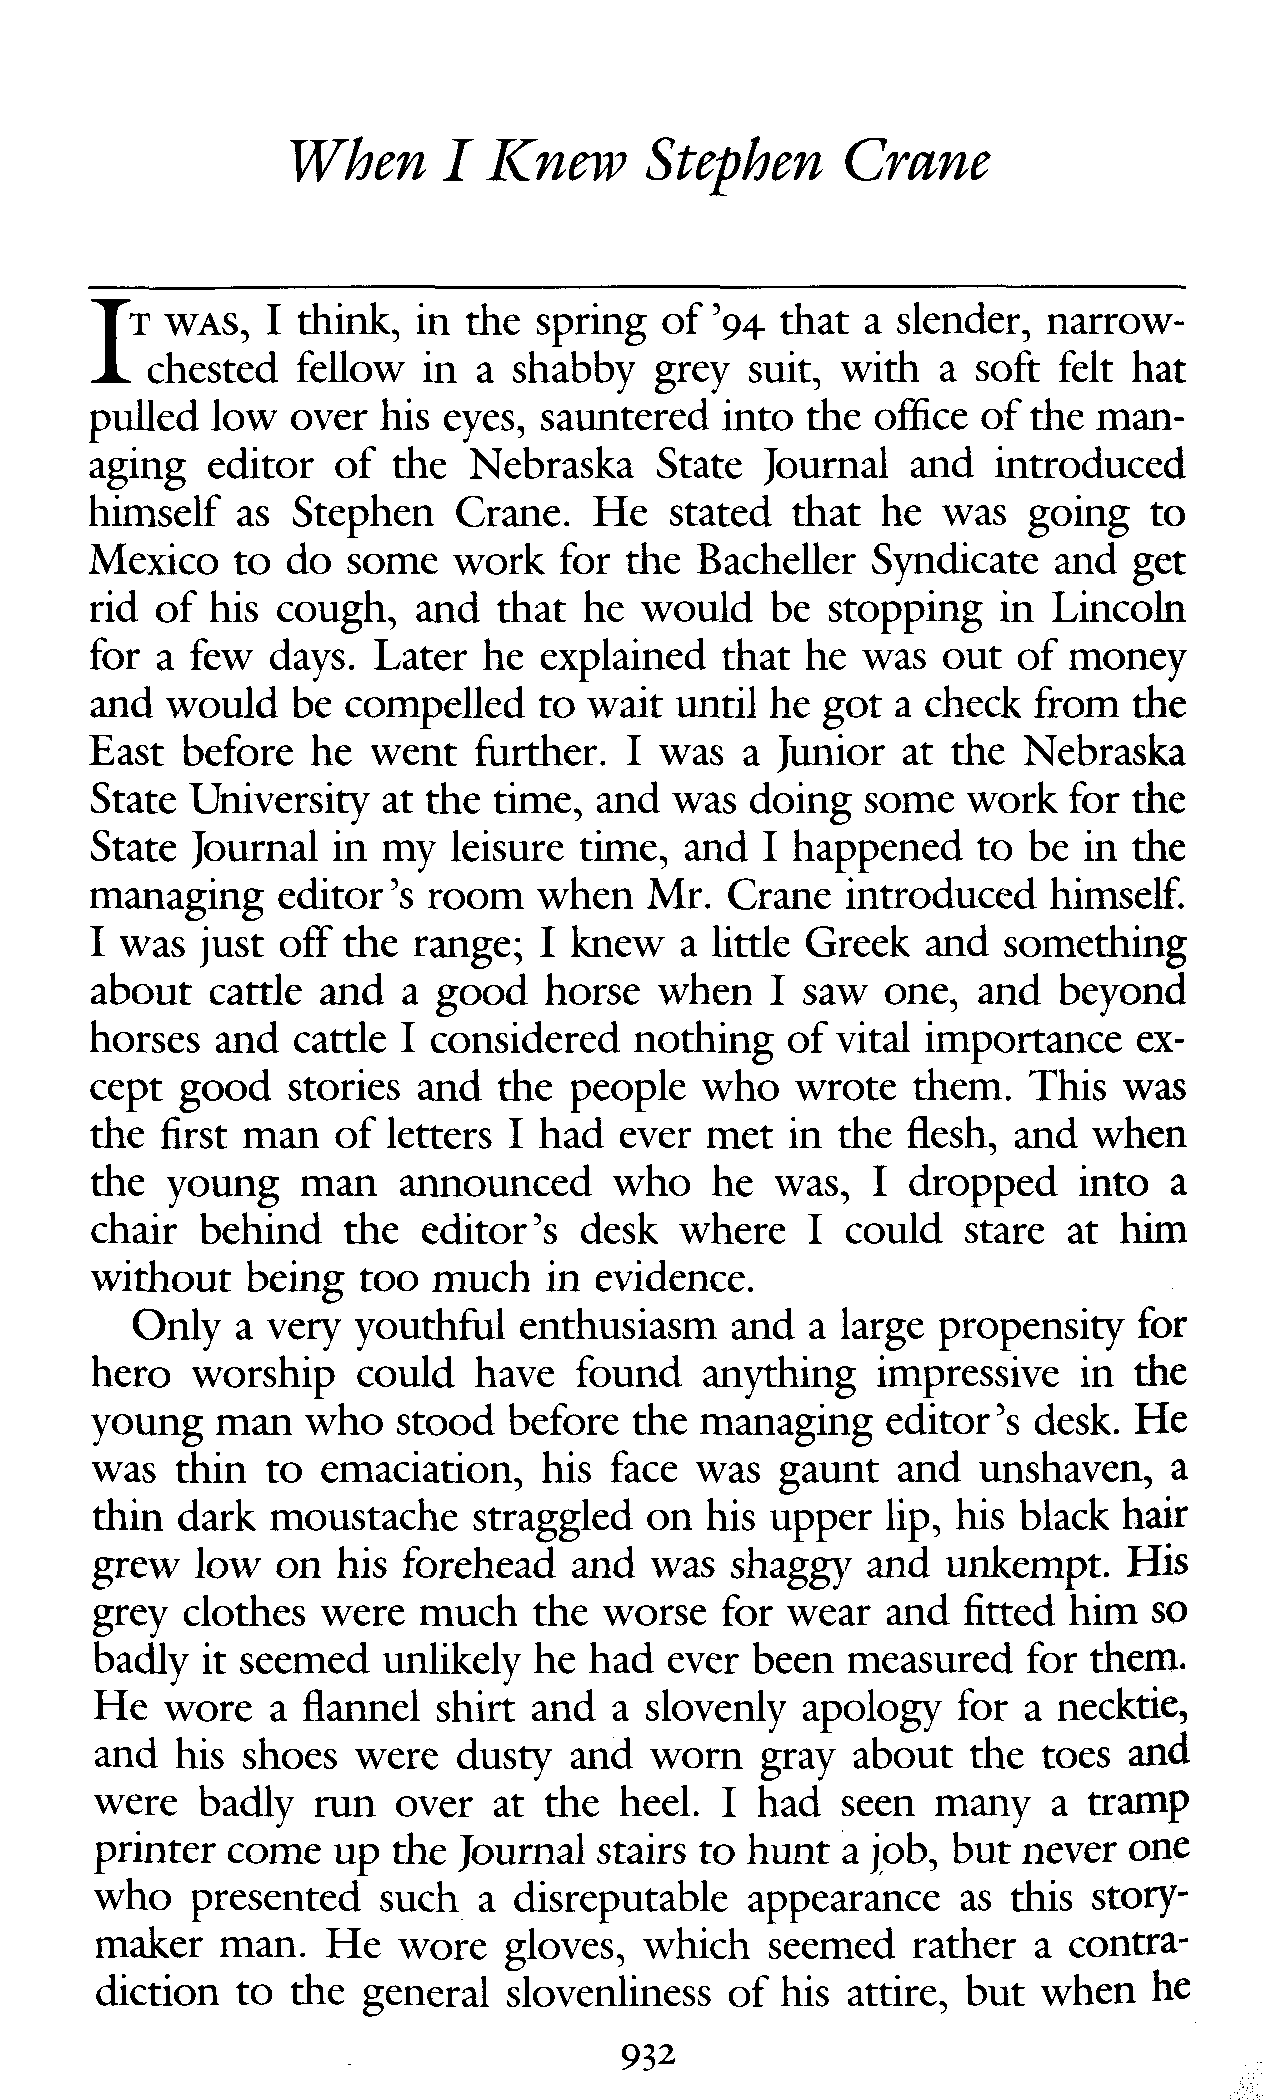 When I Knew Stephen Crane
IT WAS, I think, in the spring of ’94 that a slender, narrow-
chested fellow in a shabby grey suit, with a soft felt hat
pulled low over his eyes, sauntered into the office of the man-
aging editor of the Nebraska State Journal and introduced
himself as Stephen Crane. He stated that he was going to
Mexico to do some work for the Bacheller Syndicate and get
rid of his cough, and that he would be stopping in Lincoln
for a few days. Later he explained that he was out of money
and would be compelled to wait until he got a check from the
East before he went further. I was a Junior at the Nebraska
State University at the time, and was doing some work for the
State Journal in my leisure time, and I happened to be in the
managing editor’s room when Mr. Crane introduced himself.
I was just off the range; I knew a little Greek and something
about cattle and a good horse when I saw one, and beyond
horses and cattle I considered nothing of vital importance ex-
cept good stories and the people who wrote them. This was
the first man of letters I had ever met in the flesh, and when
the young man announced who he was, I dropped into a
chair behind the editor’s desk where I could stare at him
without being too much in evidence.
Only a very youthful enthusiasm and a large propensity for
hero worship could have found anything impressive in the
young man who stood before the managing editor’s desk. He
was thin to emaciation, his face was gaunt and unshaven, a
thin dark moustache straggled on his upper lip, his black hair
grew low on his forehead and was shaggy and unkempt. His
grey clothes were much the worse for wear and fitted him so
badly it seemed unlikely he had ever been measured for them.
He wore a flannel shirt and a slovenly apology for a necktie,
and his shoes were dusty and worn gray about the toes and
were badly run over at the heel. I had seen many a tramp
printer come up the Journal stairs to hunt a job, but never one
who presented such a disreputable appearance as this story-
maker man. He wore gloves, which seemed rather a contra-
diction to the general slovenliness of his attire, but when he
932